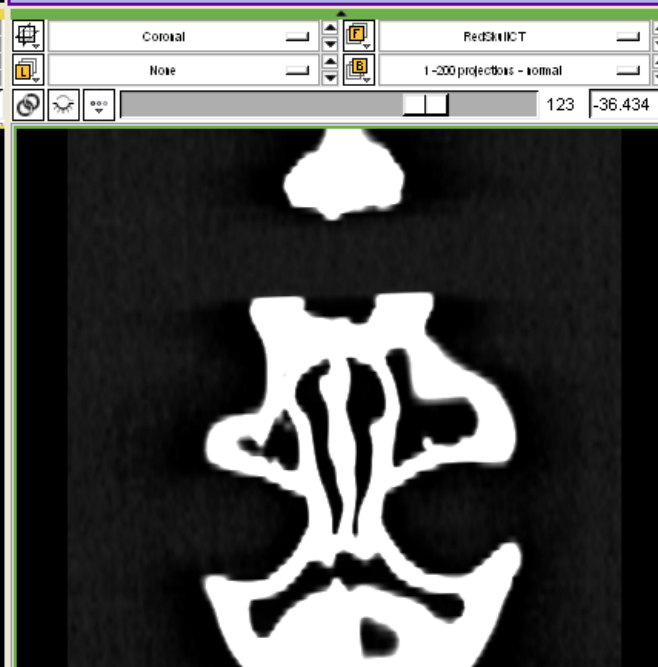 Coronal
F
RedSkullCT
L
None
B
1-200 projections - normal
123
-36.434